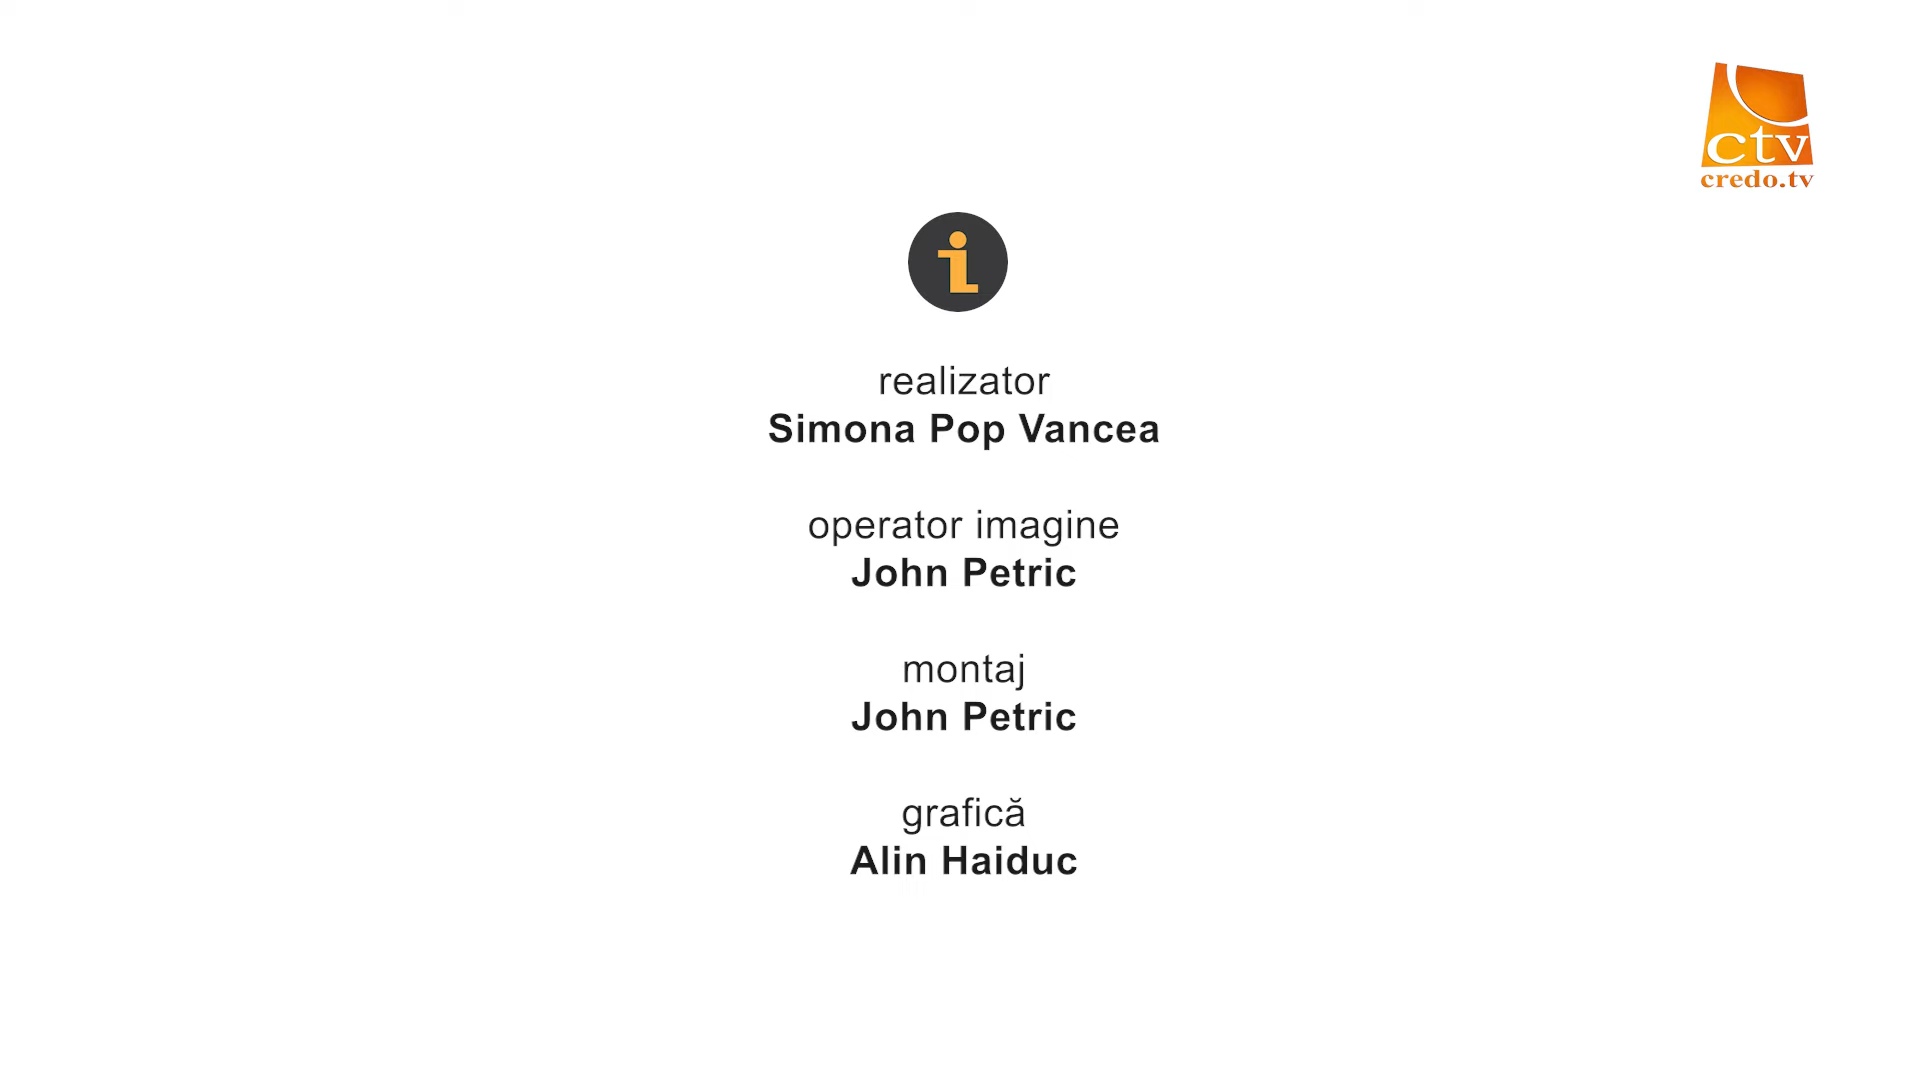 ctv
credo.tv
i
realizator
Simona Pop Vancea
operator imagine
John Petric
montaj
John Petric
grafică
Alin Haiduc